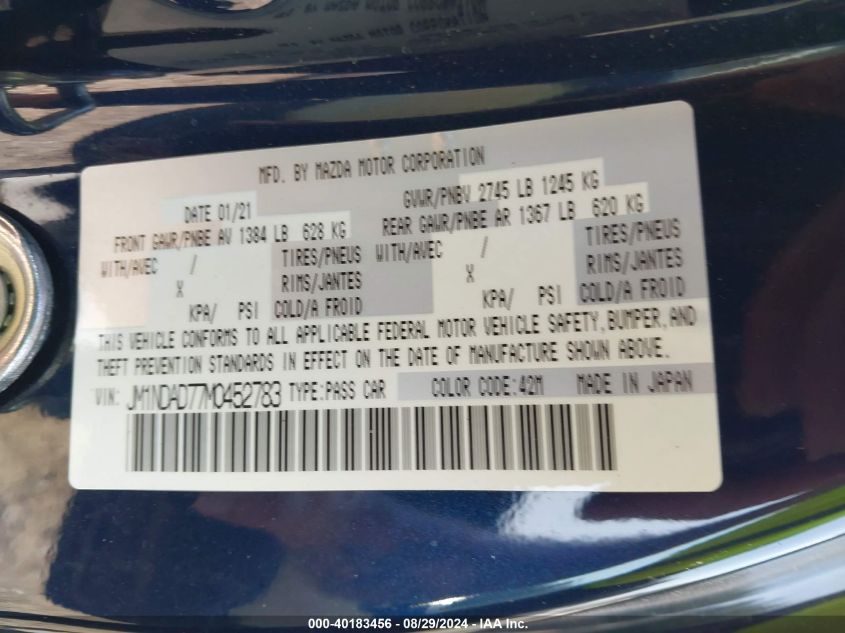 MFD. BY MAZDA MOTOR CORPORATION
DATE 01/21 GVWR/PNBV 2745 LB 1245 KG
FRONT GAWR/PNBE AV 1384 LB 628 KG REAR GAWR/PNBE AR 1367 LB 620 KG
WITH/AVEC / TIRES/PNEUS WITH/AVEC / TIRES/PNEUS
X RIMS/JANTES X RIMS/JANTES
KPA/ PSI COLD/A FROID KPA/ PSI COLD/A FROID
THIS VEHICLE CONFORMS TO ALL APPLICABLE FEDERAL MOTOR VEHICLE SAFETY, BUMPER, AND
THEFT PREVENTION STANDARDS IN EFFECT ON THE DATE OF MANUFACTURE SHOWN ABOVE.
VIN: JM1NDAD77M0452783 TYPE:PASS CAR COLOR CODE:42M MADE IN JAPAN
000-40183456 - 08/29/2024 - IAA, Inc.